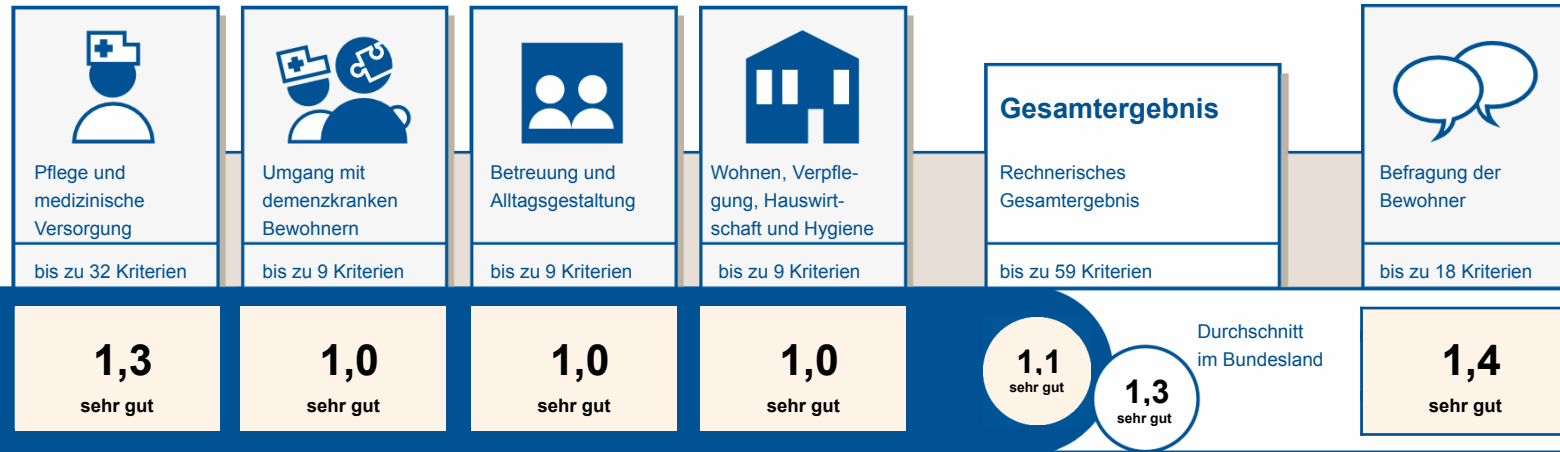 Pflege und
medizinische
Versorgung
bis zu 32 Kriterien
1,3
sehr gut
Umgang mit
demenzkranken
Bewohnern
bis zu 9 Kriterien
1,0
sehr gut
Betreuung und
Alltagsgestaltung
bis zu 9 Kriterien
1,0
sehr gut
Wohnen, Verpfle-
gung, Hauswirt-
schaft und Hygiene
bis zu 9 Kriterien
1,0
sehr gut
Gesamtergebnis
Rechnerisches
Gesamtergebnis
bis zu 59 Kriterien
1,1
sehr gut
Durchschnitt
im Bundesland
1,3
sehr gut
Befragung der
Bewohner
bis zu 18 Kriterien
1,4
sehr gut